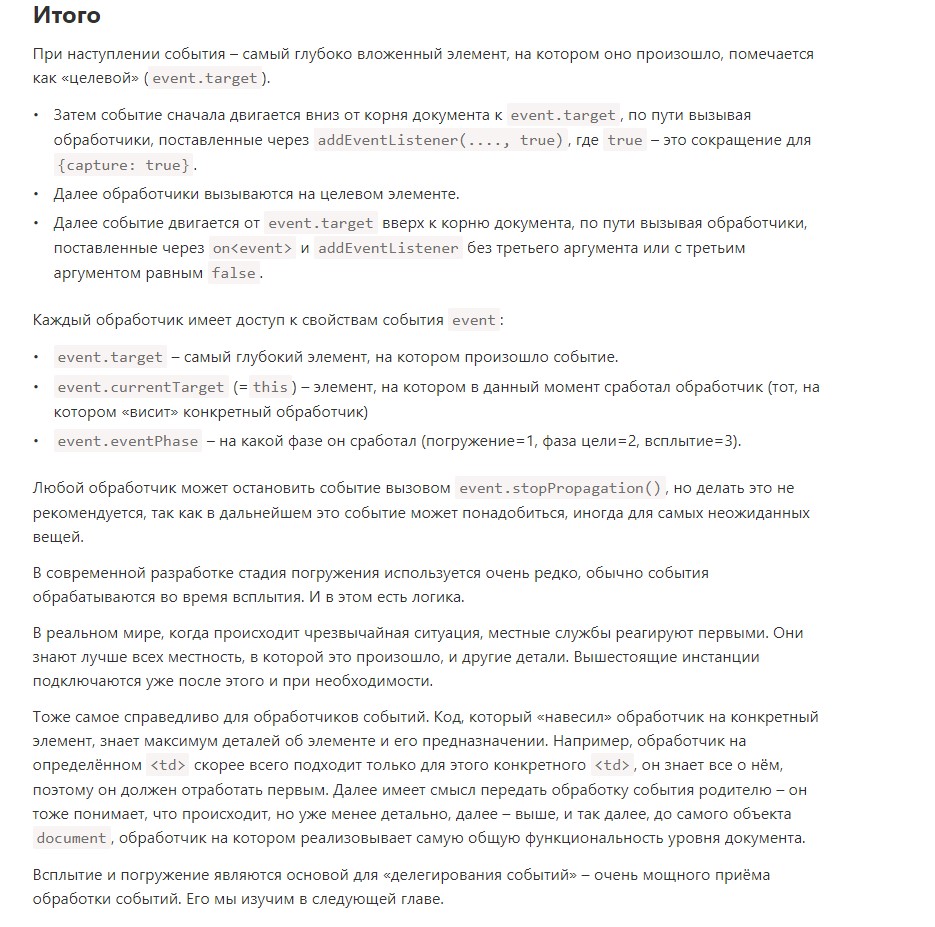 Итого
При наступлении события – самый глубоко вложенный элемент, на котором оно произошло, помечается
как «целевой» (event.target).
• Затем событие сначала двигается вниз от корня документа к event.target, по пути вызывая
обработчики, поставленные через addEventListener(...., true), где true – это сокращение для
{capture: true}.
• Далее обработчики вызываются на целевом элементе.
• Далее событие двигается от event.target вверх к корню документа, по пути вызывая обработчики,
поставленные через on<event> и addEventListener без третьего аргумента или с третьим
аргументом равным false.
Каждый обработчик имеет доступ к свойствам события event:
• event.target – самый глубокий элемент, на котором произошло событие.
• event.currentTarget (=this) – элемент, на котором в данный момент сработал обработчик (тот, на
котором «висит» конкретный обработчик)
• event.eventPhase – на какой фазе он сработал (погружение=1, фаза цели=2, всплытие=3).
Любой обработчик может остановить событие вызовом event.stopPropagation(), но делать это не
рекомендуется, так как в дальнейшем это событие может понадобиться, иногда для самых неожиданных
вещей.
В современной разработке стадия погружения используется очень редко, обычно события
обрабатываются во время всплытия. И в этом есть логика.
В реальном мире, когда происходит чрезвычайная ситуация, местные службы реагируют первыми. Они
знают лучше всех местность, в которой это произошло, и другие детали. Вышестоящие инстанции
подключаются уже после этого и при необходимости.
Тоже самое справедливо для обработчиков событий. Код, который «навесил» обработчик на конкретный
элемент, знает максимум деталей об элементе и его предназначении. Например, обработчик на
определённом <td> скорее всего подходит только для этого конкретного <td>, он знает все о нём,
поэтому он должен отработать первым. Далее имеет смысл передать обработку события родителю – он
тоже понимает, что происходит, но уже менее детально, далее – выше, и так далее, до самого объекта
document, обработчик на котором реализовывает самую общую функциональность уровня документа.
Всплытие и погружение являются основой для «делегирования событий» – очень мощного приёма
обработки событий. Его мы изучим в следующей главе.